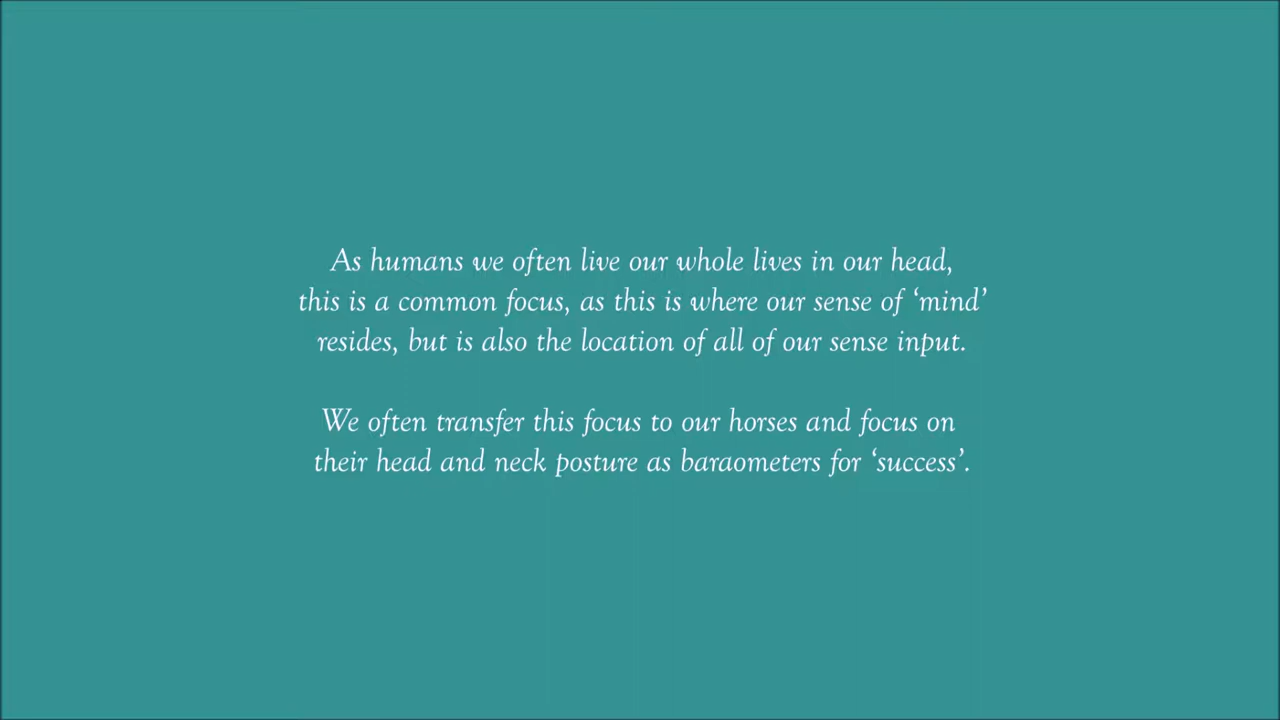 As humans we often live our whole lives in our head,
this is a common focus, as this is where our sense of ‘mind’
resides, but is also the location of all of our sense input.
We often transfer this focus to our horses and focus on
their head and neck posture as baraometers for ‘success’.